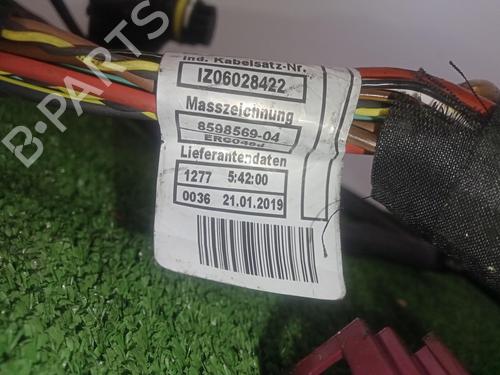 Ind. Kabelsatz-Nr.
IZ06028422
Masszeichnung
8598569-04
Lieferantendaten
1277 5:42:00
0036 21.01.2019
B-PARTS